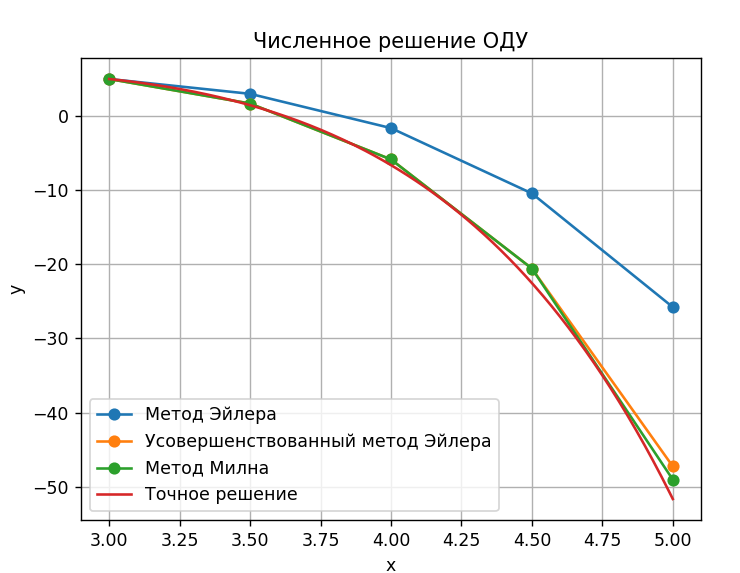 Численное решение ОДУ
0
−10
−20
−30
−40
−50
y
Метод Эйлера
Усовершенствованный метод Эйлера
Метод Милна
Точное решение
3.00 3.25 3.50 3.75 4.00 4.25 4.50 4.75 5.00
x